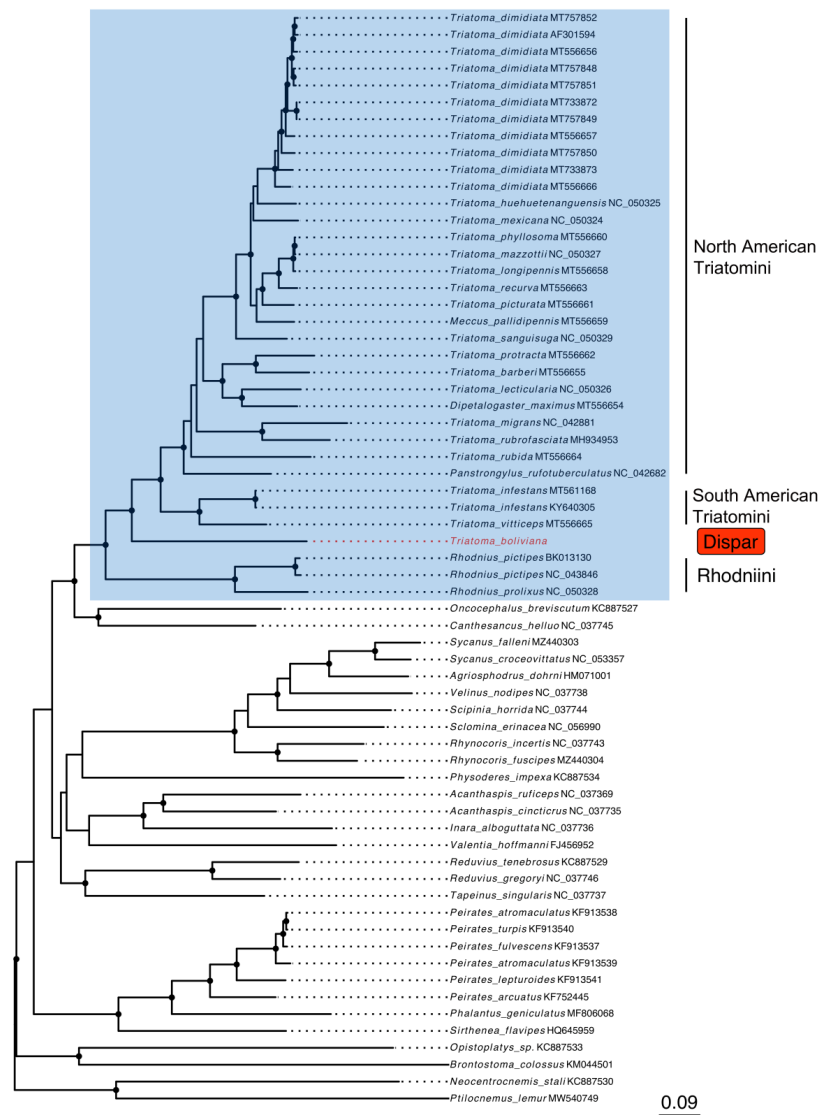 Triatoma_dimidiata MT757852
Triatoma_dimidiata AF301594
Triatoma_dimidiata MT556656
Triatoma_dimidiata MT757848
Triatoma_dimidiata MT757851
Triatoma_dimidiata MT733872
Triatoma_dimidiata MT757849
Triatoma_dimidiata MT556657
Triatoma_dimidiata MT757850
Triatoma_dimidiata MT733873
Triatoma_dimidiata MT556666
Triatoma_huehuetenanguensis NC_050325
Triatoma_mexicana NC_050324
Triatoma_phyllosoma MT556660
Triatoma_mazzottii NC_050327
Triatoma_longipennis MT556658
Triatoma_recurva MT556663
Triatoma_picturata MT556661
Meccus_pallidipennis MT556659
Triatoma_sanguisuga NC_050329
Triatoma_protracta MT556662
Triatoma_barberi MT556655
Triatoma_lecticularia NC_050326
Dipetalogaster_maximus MT556654
Triatoma_migrans NC_042881
Triatoma_rubrofasciata MH934953
Triatoma_rubida MT556664
Panstrongylus_rufotuberculatus NC_042682
North American
Triatomini
Triatoma_infestans MT561168
Triatoma_infestans KY640305
Triatoma_vitticeps MT556665
South American
Triatomini
Triatoma_boliviana
Dispar
Rhodnius_pictipes BK013130
Rhodnius_pictipes NC_043846
Rhodnius_prolixus NC_050328
Rhodniini
Oncocephalus_breviscutum KC887527
Canthesancus_helluo NC_037745
Sycanus_falleni MZ440303
Sycanus_croceovittatus NC_053357
Agriosphodrus_dohrni HM071001
Velinus_nodipes NC_037738
Scipinia_horrida NC_037744
Sclomina_erinacea NC_056990
Rhynocoris_incertis NC_037743
Rhynocoris_fuscipes MZ440304
Physoderes_impexa KC887534
Acanthaspis_ruficeps NC_037369
Acanthaspis_cincticrus NC_037735
Inara_alboguttata NC_037736
Valentia_hoffmanni FJ456952
Reduvius_tenebrosus KC887529
Reduvius_gregoryi NC_037746
Tapeinus_singularis NC_037737
Peirates_atromaculatus KF913538
Peirates_turpis KF913540
Peirates_fulvescens KF913537
Peirates_atromaculatus KF913539
Peirates_lepturoides KF913541
Peirates_arcuatus KF752445
Phalantus_geniculatus MF806068
Sirthenea_flavipes HQ645959
Opistoplatys_sp. KC887533
Brontostoma_colossus KM044501
Neocentrocnemis_stali KC887530
Ptilocnemus_lemur MW540749
0.09